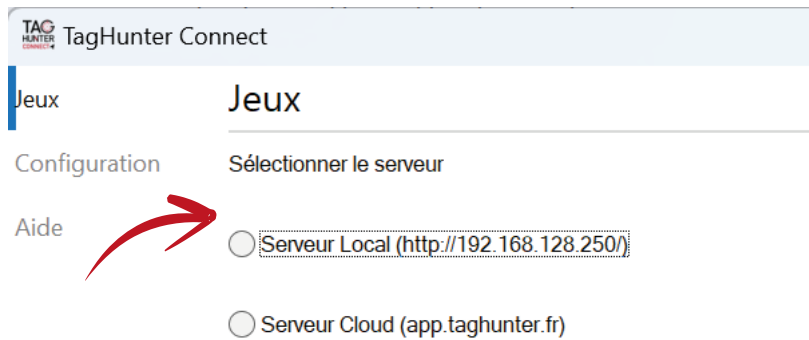 TAG HUNTER CONNECT TagHunter Connect
Jeux
Jeux
Configuration
Sélectionner le serveur
Aide
Serveur Local (http://192.168.128.250/)
Serveur Cloud (app.taghunter.fr)